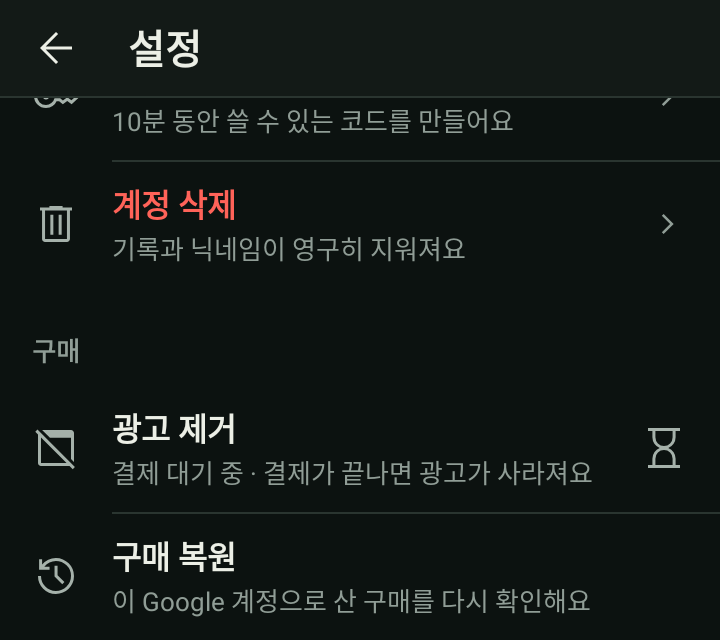 설정
10분 동안 쓸 수 있는 코드를 만들어요
계정 삭제
기록과 닉네임이 영구히 지워져요
구매
광고 제거
결제 대기 중 · 결제가 끝나면 광고가 사라져요
구매 복원
이 Google 계정으로 산 구매를 다시 확인해요